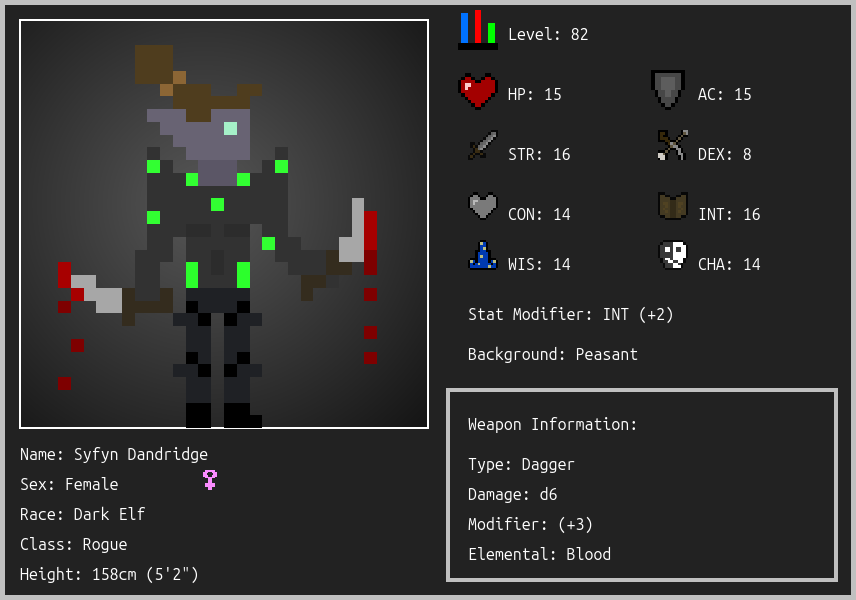 Level: 82
HP: 15
AC: 15
STR: 16
DEX: 8
CON: 14
INT: 16
WIS: 14
CHA: 14
Stat Modifier: INT (+2)
Background: Peasant
Weapon Information:
Type: Dagger
Damage: d6
Modifier: (+3)
Elemental: Blood
Name: Syfyn Dandridge
Sex: Female
Race: Dark Elf
Class: Rogue
Height: 158cm (5'2")